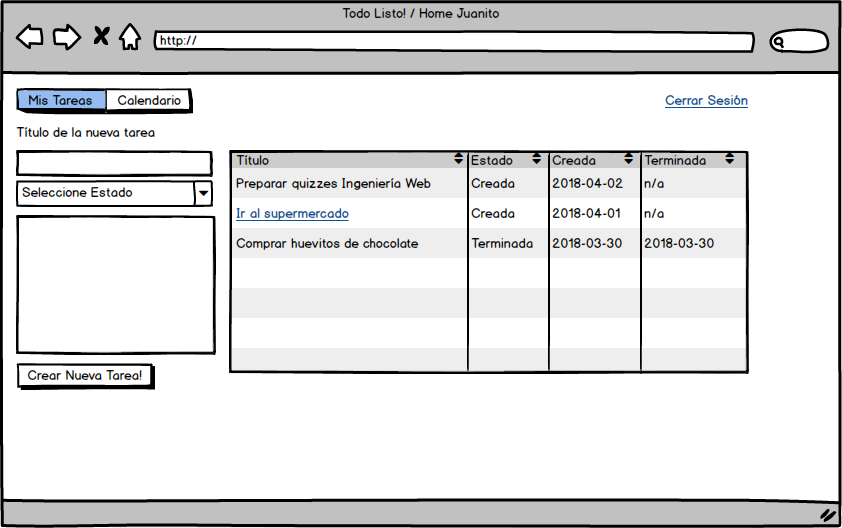 Todo Listo! / Home Juanito
http://
Mis Tareas Calendario
Cerrar Sesión
Título de la nueva tarea
Seleccione Estado
Crear Nueva Tarea!
Título Estado Creada Terminada
Preparar quizzes Ingeniería Web Creada 2018-04-02 n/a
Ir al supermercado Creada 2018-04-01 n/a
Comprar huevitos de chocolate Terminada 2018-03-30 2018-03-30